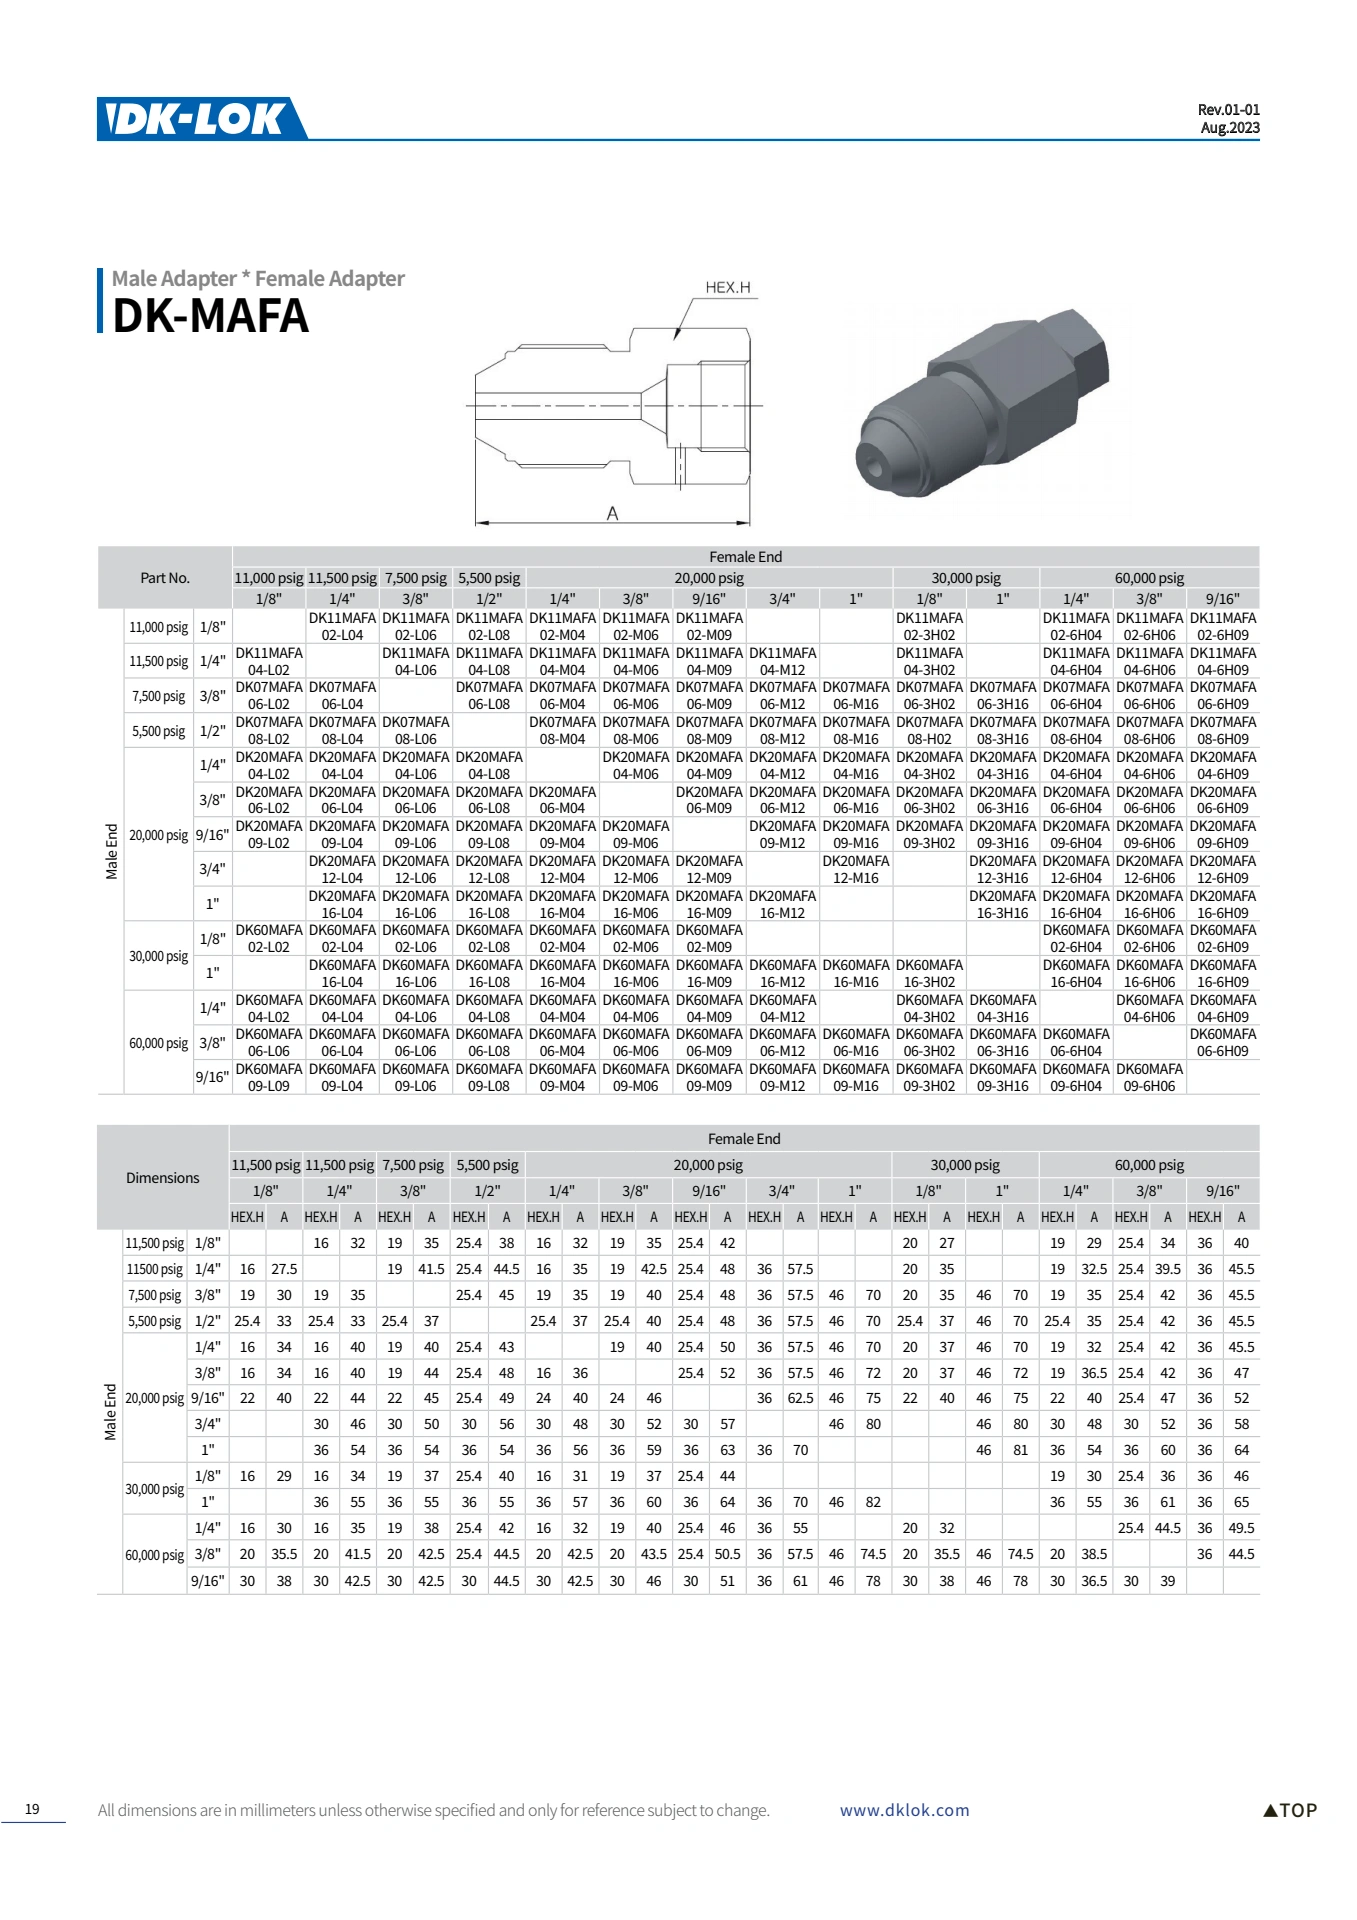 DK-LOK
Rev.01-01
Aug.2023
Male Adapter * Female Adapter
DK-MAFA
HEX.H
A
Part No. Female End
11,000 psig 11,500 psig 7,500 psig 5,500 psig 20,000 psig 30,000 psig 60,000 psig
1/8" 1/4" 3/8" 1/2" 1/4" 3/8" 9/16" 3/4" 1" 1/8" 1" 1/4" 3/8" 9/16"
Male End
11,000 psig 1/8" DK11MAFA DK11MAFA DK11MAFA DK11MAFA DK11MAFA DK11MAFA DK11MAFA DK11MAFA DK11MAFA DK11MAFA
02-L04 02-L06 02-L08 02-M04 02-M06 02-M09 02-3H02 02-6H04 02-6H06 02-6H09
11,500 psig 1/4" DK11MAFA DK11MAFA DK11MAFA DK11MAFA DK11MAFA DK11MAFA DK11MAFA DK11MAFA DK11MAFA DK11MAFA DK11MAFA
04-L02 04-L06 04-L08 04-M04 04-M06 04-M09 04-M12 04-3H02 04-6H04 04-6H06 04-6H09
7,500 psig 3/8" DK07MAFA DK07MAFA DK07MAFA DK07MAFA DK07MAFA DK07MAFA DK07MAFA DK07MAFA DK07MAFA DK07MAFA DK07MAFA DK07MAFA DK07MAFA
06-L02 06-L04 06-L08 06-M04 06-M06 06-M09 06-M12 06-M16 06-3H02 06-3H16 06-6H04 06-6H06 06-6H09
5,500 psig 1/2" DK07MAFA DK07MAFA DK07MAFA DK07MAFA DK07MAFA DK07MAFA DK07MAFA DK07MAFA DK07MAFA DK07MAFA DK07MAFA DK07MAFA DK07MAFA
08-L02 08-L04 08-L06 08-M04 08-M06 08-M09 08-M12 08-M16 08-H02 08-3H16 08-6H04 08-6H06 08-6H09
20,000 psig
1/4" DK20MAFA DK20MAFA DK20MAFA DK20MAFA DK20MAFA DK20MAFA DK20MAFA DK20MAFA DK20MAFA DK20MAFA DK20MAFA DK20MAFA DK20MAFA
04-L02 04-L04 04-L06 04-L08 04-M06 04-M09 04-M12 04-M16 04-3H02 04-3H16 04-6H04 04-6H06 04-6H09
3/8" DK20MAFA DK20MAFA DK20MAFA DK20MAFA DK20MAFA DK20MAFA DK20MAFA DK20MAFA DK20MAFA DK20MAFA DK20MAFA DK20MAFA DK20MAFA
06-L02 06-L04 06-L06 06-L08 06-M04 06-M09 06-M12 06-M16 06-3H02 06-3H16 06-6H04 06-6H06 06-6H09
9/16" DK20MAFA DK20MAFA DK20MAFA DK20MAFA DK20MAFA DK20MAFA DK20MAFA DK20MAFA DK20MAFA DK20MAFA DK20MAFA DK20MAFA DK20MAFA
09-L02 09-L04 09-L06 09-L08 09-M04 09-M06 09-M12 09-M16 09-3H02 09-3H16 09-6H04 09-6H06 09-6H09
3/4" DK20MAFA DK20MAFA DK20MAFA DK20MAFA DK20MAFA DK20MAFA DK20MAFA DK20MAFA DK20MAFA DK20MAFA DK20MAFA
12-L04 12-L06 12-L08 12-M04 12-M06 12-M09 12-M16 12-3H16 12-6H04 12-6H06 12-6H09
1" DK20MAFA DK20MAFA DK20MAFA DK20MAFA DK20MAFA DK20MAFA DK20MAFA DK20MAFA DK20MAFA DK20MAFA DK20MAFA
16-L04 16-L06 16-L08 16-M04 16-M06 16-M09 16-M12 16-3H16 16-6H04 16-6H06 16-6H09
30,000 psig
1/8" DK60MAFA DK60MAFA DK60MAFA DK60MAFA DK60MAFA DK60MAFA DK60MAFA DK60MAFA DK60MAFA DK60MAFA
02-L02 02-L04 02-L06 02-L08 02-M04 02-M06 02-M09 02-6H04 02-6H06 02-6H09
1" DK60MAFA DK60MAFA DK60MAFA DK60MAFA DK60MAFA DK60MAFA DK60MAFA DK60MAFA DK60MAFA DK60MAFA DK60MAFA DK60MAFA
16-L04 16-L06 16-L08 16-M04 16-M06 16-M09 16-M12 16-M16 16-3H02 16-6H04 16-6H06 16-6H09
60,000 psig
1/4" DK60MAFA DK60MAFA DK60MAFA DK60MAFA DK60MAFA DK60MAFA DK60MAFA DK60MAFA DK60MAFA DK60MAFA DK60MAFA DK60MAFA
04-L02 04-L04 04-L06 04-L08 04-M04 04-M06 04-M09 04-M12 04-3H02 04-3H16 04-6H06 04-6H09
3/8" DK60MAFA DK60MAFA DK60MAFA DK60MAFA DK60MAFA DK60MAFA DK60MAFA DK60MAFA DK60MAFA DK60MAFA DK60MAFA DK60MAFA DK60MAFA
06-L06 06-L04 06-L06 06-L08 06-M04 06-M06 06-M09 06-M12 06-M16 06-3H02 06-3H16 06-6H04 06-6H09
9/16" DK60MAFA DK60MAFA DK60MAFA DK60MAFA DK60MAFA DK60MAFA DK60MAFA DK60MAFA DK60MAFA DK60MAFA DK60MAFA DK60MAFA DK60MAFA
09-L09 09-L04 09-L06 09-L08 09-M04 09-M06 09-M09 09-M12 09-M16 09-3H02 09-3H16 09-6H04 09-6H06
Dimensions Female End
11,500 psig 11,500 psig 7,500 psig 5,500 psig 20,000 psig 30,000 psig 60,000 psig
1/8" 1/4" 3/8" 1/2" 1/4" 3/8" 9/16" 3/4" 1" 1/8" 1" 1/4" 3/8" 9/16"
HEX.H A HEX.H A HEX.H A HEX.H A HEX.H A HEX.H A HEX.H A HEX.H A HEX.H A HEX.H A HEX.H A HEX.H A HEX.H A HEX.H A
Male End
11,500 psig 1/8" 16 32 19 35 25.4 38 16 32 19 35 25.4 42 20 27 19 29 25.4 34 36 40
11500 psig 1/4" 16 27.5 19 41.5 25.4 44.5 16 35 19 42.5 25.4 48 36 57.5 20 35 19 32.5 25.4 39.5 36 45.5
7,500 psig 3/8" 19 30 19 35 25.4 45 19 35 19 40 25.4 48 36 57.5 46 70 20 35 46 70 19 35 25.4 42 36 45.5
5,500 psig 1/2" 25.4 33 25.4 33 25.4 37 25.4 37 25.4 40 25.4 48 36 57.5 46 70 25.4 37 46 70 25.4 35 25.4 42 36 45.5
20,000 psig
1/4" 16 34 16 40 19 40 25.4 43 19 40 25.4 50 36 57.5 46 70 20 37 46 70 19 32 25.4 42 36 45.5
3/8" 16 34 16 40 19 44 25.4 48 16 36 25.4 52 36 57.5 46 72 20 37 46 72 19 36.5 25.4 42 36 47
9/16" 22 40 22 44 22 45 25.4 49 24 40 24 46 36 62.5 46 75 22 40 46 75 22 40 25.4 47 36 52
3/4" 30 46 30 50 30 56 30 48 30 52 30 57 46 80 46 80 30 48 30 52 36 58
1" 36 54 36 54 36 54 36 56 36 59 36 63 36 70 46 81 36 54 36 60 36 64
30,000 psig
1/8" 16 29 16 34 19 37 25.4 40 16 31 19 37 25.4 44 19 30 25.4 36 36 46
1" 36 55 36 55 36 55 36 57 36 60 36 64 36 70 46 82 36 55 36 61 36 65
60,000 psig
1/4" 16 30 16 35 19 38 25.4 42 16 32 19 40 25.4 46 36 55 20 32 25.4 44.5 36 49.5
3/8" 20 35.5 20 41.5 20 42.5 25.4 44.5 20 42.5 20 43.5 25.4 50.5 36 57.5 46 74.5 20 35.5 46 74.5 20 38.5 36 44.5
9/16" 30 38 30 42.5 30 42.5 30 44.5 30 42.5 30 46 30 51 36 61 46 78 30 38 46 78 30 36.5 30 39
19 All dimensions are in millimeters unless otherwise specified and only for reference subject to change. www.dklok.com ▲TOP